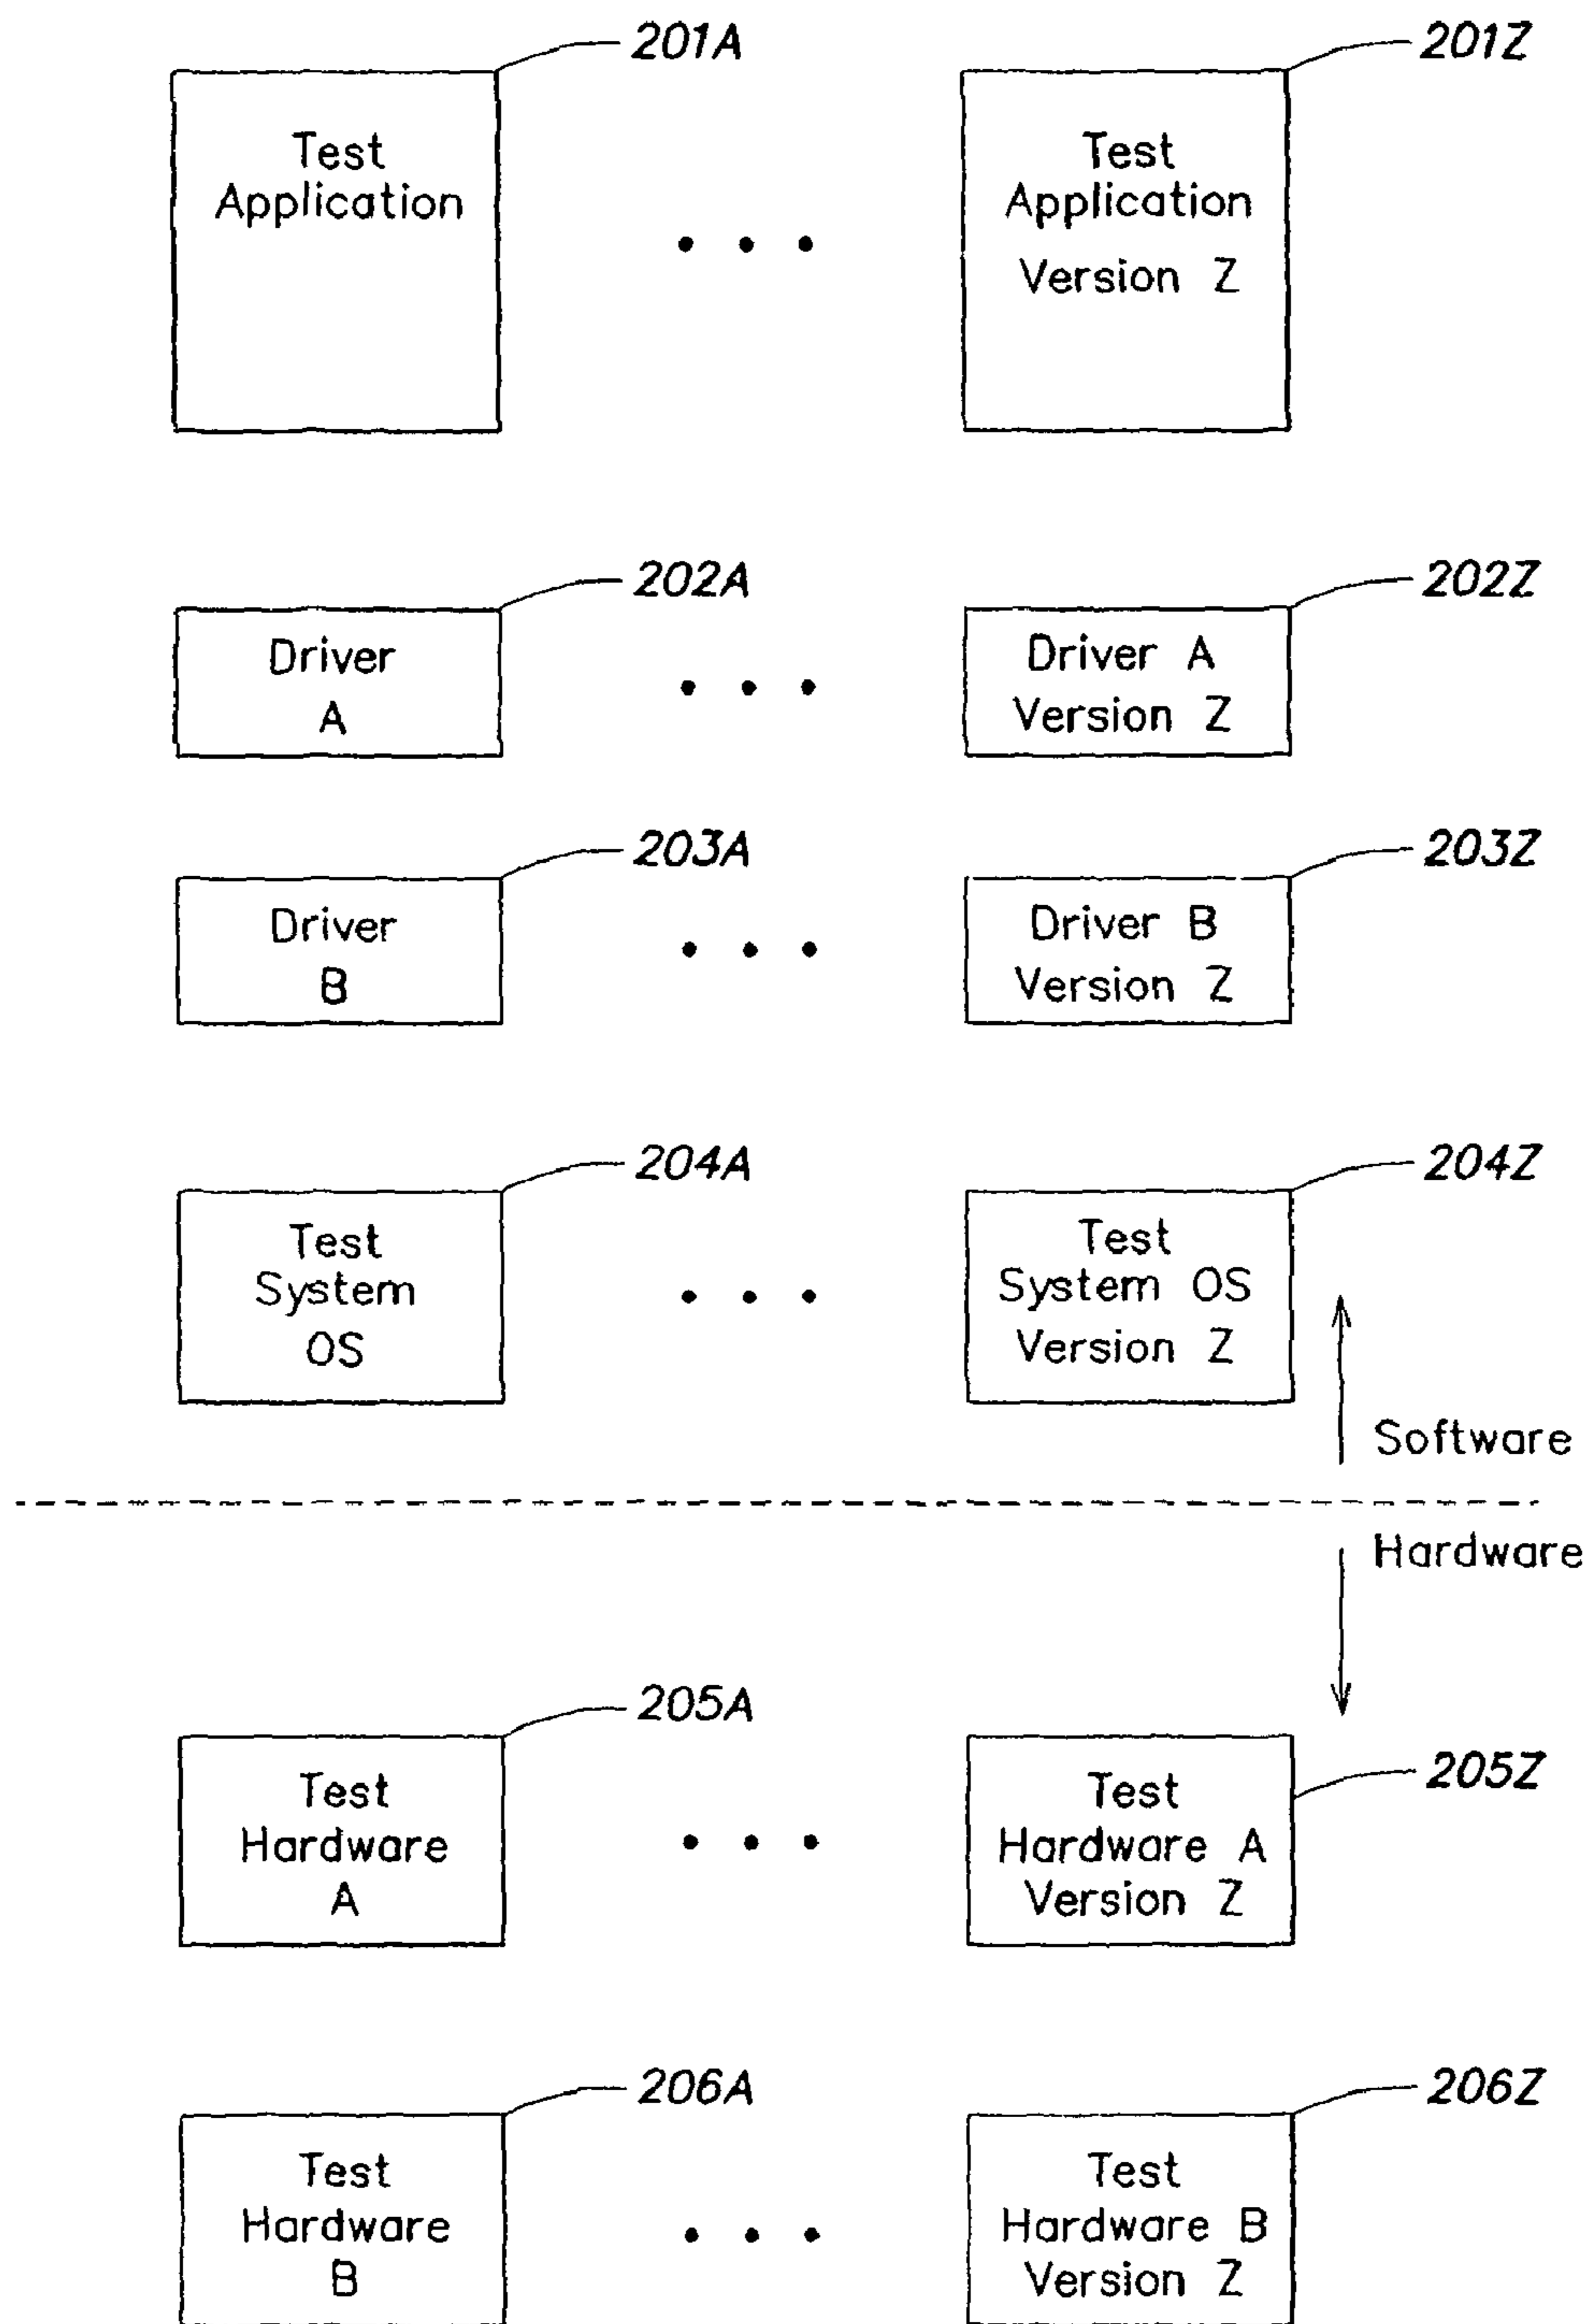 201A
201Z
Test
Application
Test
Application
Version Z
202A
202Z
Driver
A
Driver A
Version Z
203A
203Z
Driver
B
Driver B
Version Z
204A
204Z
Test
System
OS
Test
System OS
Version Z
Software
Hardware
205A
205Z
Test
Hardware
A
Test
Hardware A
Version Z
206A
206Z
Test
Hardware
B
Test
Hardware B
Version Z